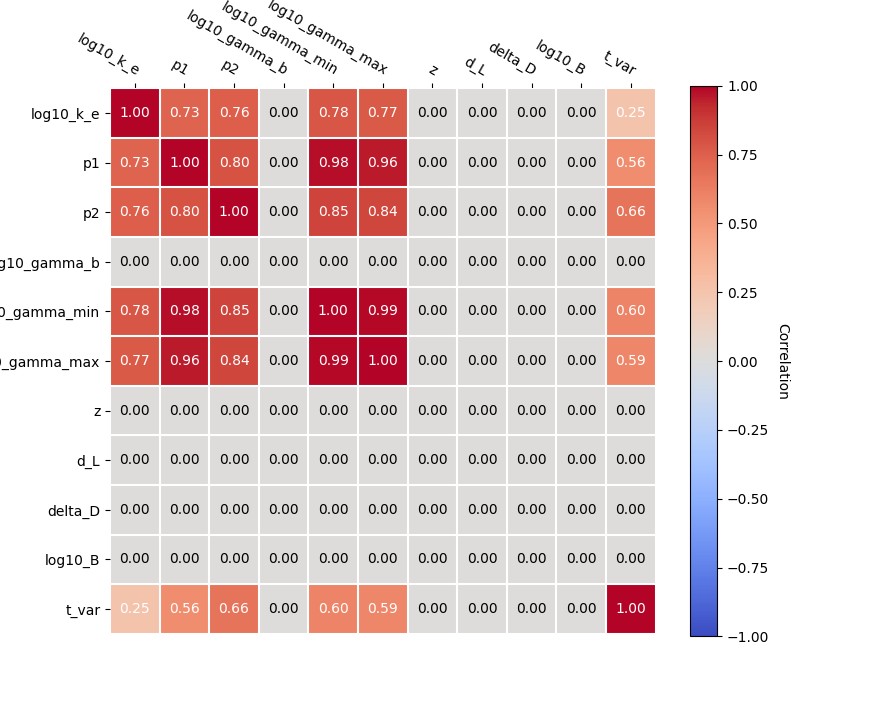 log10_k_e p1 p2 log10_gamma_b log10_gamma_min log10_gamma_max z d_L delta_D log10_B t_var
log10_k_e 1.00 0.73 0.76 0.00 0.78 0.77 0.00 0.00 0.00 0.00 0.25
p1 0.73 1.00 0.80 0.00 0.98 0.96 0.00 0.00 0.00 0.00 0.56
p2 0.76 0.80 1.00 0.00 0.85 0.84 0.00 0.00 0.00 0.00 0.66
g10_gamma_b 0.00 0.00 0.00 0.00 0.00 0.00 0.00 0.00 0.00 0.00 0.00
0_gamma_min 0.78 0.98 0.85 0.00 1.00 0.99 0.00 0.00 0.00 0.00 0.60
0_gamma_max 0.77 0.96 0.84 0.00 0.99 1.00 0.00 0.00 0.00 0.00 0.59
z 0.00 0.00 0.00 0.00 0.00 0.00 0.00 0.00 0.00 0.00 0.00
d_L 0.00 0.00 0.00 0.00 0.00 0.00 0.00 0.00 0.00 0.00 0.00
delta_D 0.00 0.00 0.00 0.00 0.00 0.00 0.00 0.00 0.00 0.00 0.00
log10_B 0.00 0.00 0.00 0.00 0.00 0.00 0.00 0.00 0.00 0.00 0.00
t_var 0.25 0.56 0.66 0.00 0.60 0.59 0.00 0.00 0.00 0.00 1.00
1.00
0.75
0.50
0.25
0.00
−0.25
−0.50
−0.75
−1.00
Correlation